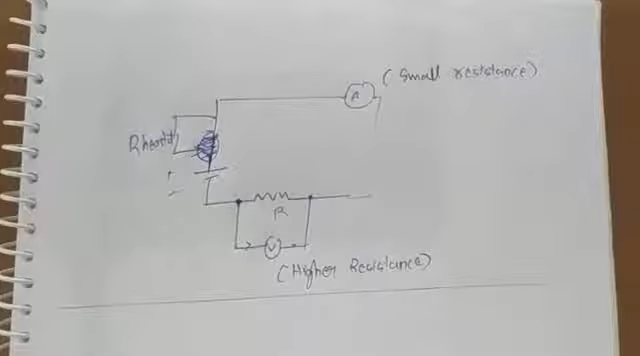 (Small resistance)
A
Rheostat
+
-
R
V
(Higher Resistance)